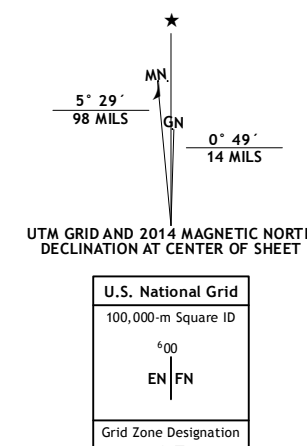 ★
MN
5° 29´
98 MILS
GN
0° 49´
14 MILS
UTM GRID AND 2014 MAGNETIC NORTH
DECLINATION AT CENTER OF SHEET
U.S. National Grid
100,000-m Square ID
⁶00
EN FN
Grid Zone Designation